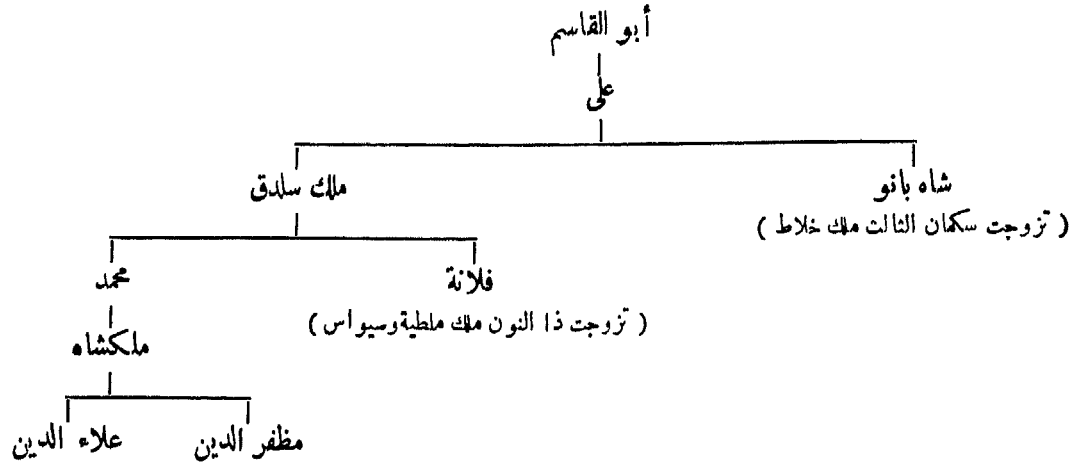 أبو القاسم
على
شاه بانو
ملك سلدق
( تزوجت سكمان الثالث ملك خلاط )
فلانة
محمد
( تزوجت ذا النون ملك ملطية وسيواس )
ملكشاه
مظفر الدين
علاء الدين